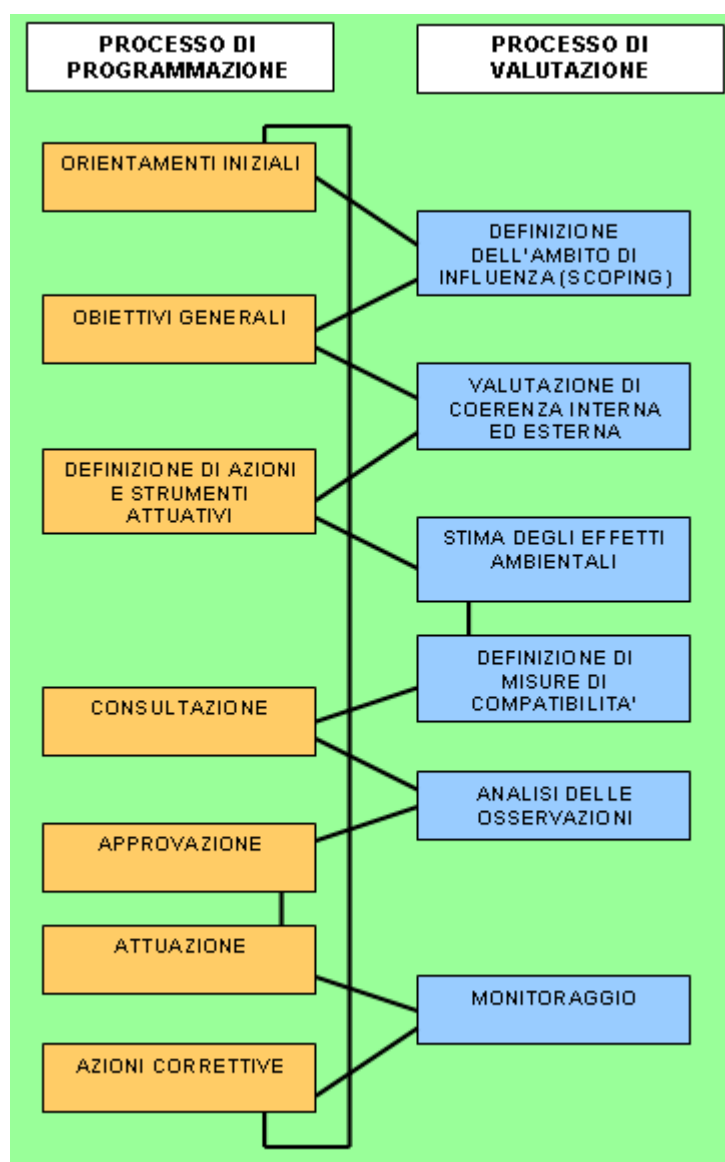 PROCESSO DI
PROGRAMMAZIONE
PROCESSO DI
VALUTAZIONE
ORIENTAMENTI INIZIALI
DEFINIZIONE
DELL'AMBITO DI
INFLUENZA (SCOPING)
OBIETTIVI GENERALI
VALUTAZIONE DI
COERENZA INTERNA
ED ESTERNA
DEFINIZIONE DI AZIONI
E STRUMENTI
ATTUATIVI
STIMA DEGLI EFFETTI
AMBIENTALI
DEFINIZIONE DI
MISURE DI
COMPATIBILITA'
CONSULTAZIONE
ANALISI DELLE
OSSERVAZIONI
APPROVAZIONE
ATTUAZIONE
MONITORAGGIO
AZIONI CORRETTIVE